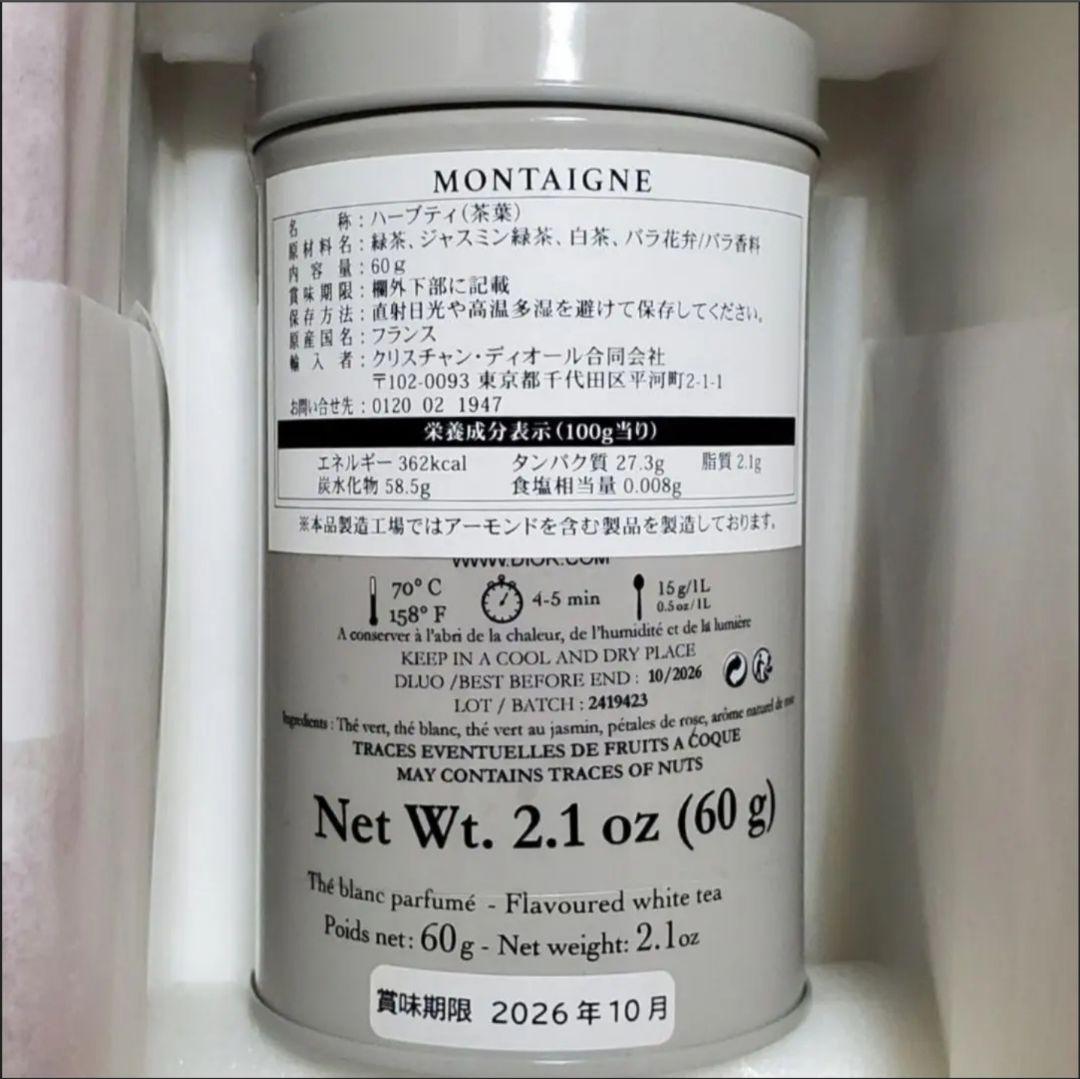 MONTAIGNE
名称:ハーブティ(茶葉)
原材料名:緑茶、ジャスミン緑茶、白茶、バラ花弁/バラ香料
内容量:60g
賞味期限:欄外下部に記載
保存方法:直射日光や高温多湿を避けて保存してください。
原産国名:フランス
輸入者:クリスチャン・ディオール合同会社
〒102-0093 東京都千代田区平河町2-1-1
お問い合せ先:0120 02 1947
栄養成分表示(100g当り)
エネルギー 362kcal タンパク質 27.3g 脂質 2.1g
炭水化物 58.5g 食塩相当量 0.008g
※本品製造工場ではアーモンドを含む製品を製造しております。
WWW.DIOR.COM
70° C 4-5 min 15 g/1L
158° F 0.5 oz/1L
A conserver à l'abri de la chaleur, de l'humidité et de la lumière
KEEP IN A COOL AND DRY PLACE
DLUO /BEST BEFORE END : 10/2026
LOT / BATCH : 2419423
Ingredients : Thé vert, thé blanc, thé vert au jasmin, pétales de rose, arôme naturel de rose
TRACES EVENTUELLES DE FRUITS A COQUE
MAY CONTAINS TRACES OF NUTS
Net Wt. 2.1 oz (60 g)
Thé blanc parfumé - Flavoured white tea
Poids net: 60g - Net weight: 2.1oz
賞味期限 2026年10月